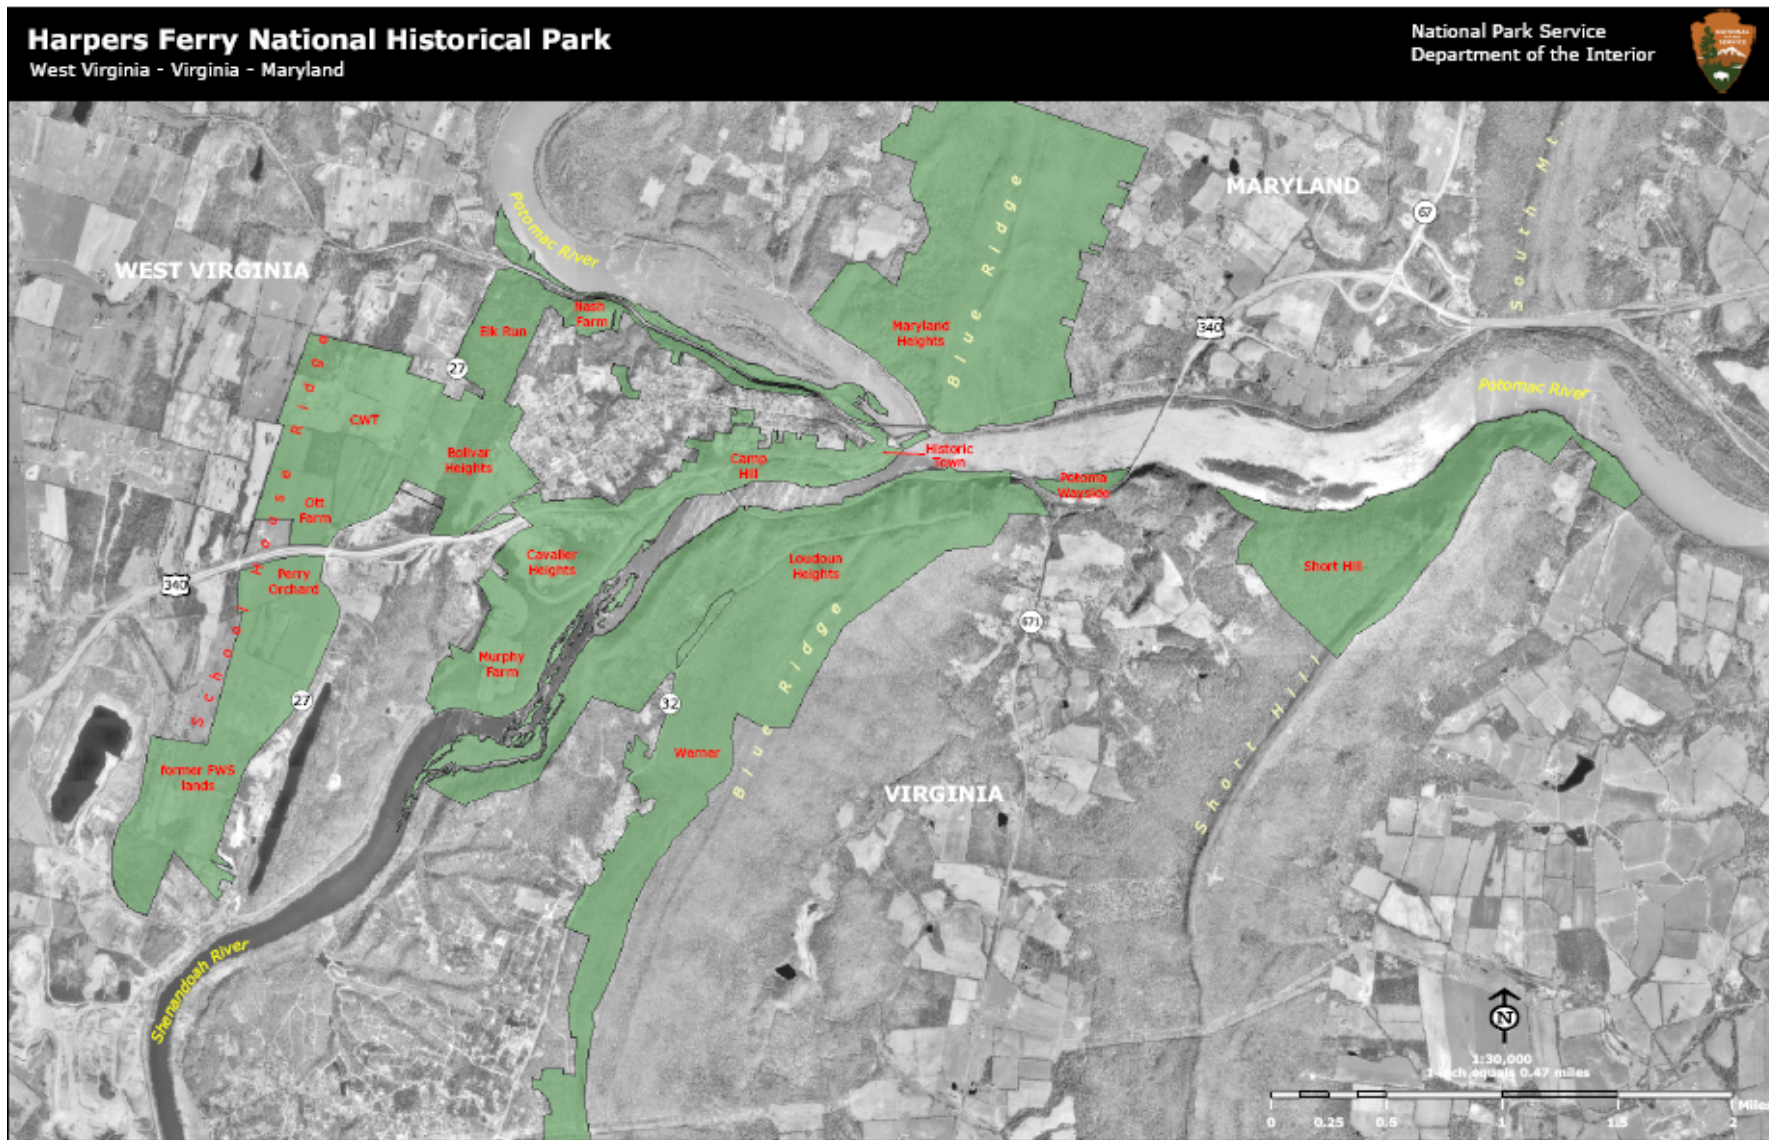 Harpers Ferry National Historical Park
West Virginia - Virginia - Maryland
National Park Service
Department of the Interior
NATIONAL
SERVICE
Potomac River
Blue Ridge
MARYLAND
67
South Mt.
WEST VIRGINIA
Nash
Farm
Elk Run
Maryland
Heights
340
27
School House Ridge
CWT
Potomac River
Bolivar
Heights
Camp
Hill
Historic
Town
Potoma
Wayside
Ott
Farm
Cavalier
Heights
Loudoun
Heights
Short Hill
340
Perry
Orchard
671
Murphy
Farm
27
32
Blue Ridge
Short Hill
Werner
former FWS
lands
VIRGINIA
Shenandoah River
N
1:30,000
1 inch equals 0.47 miles
Miles
0 0.25 0.5 1 1.5 2